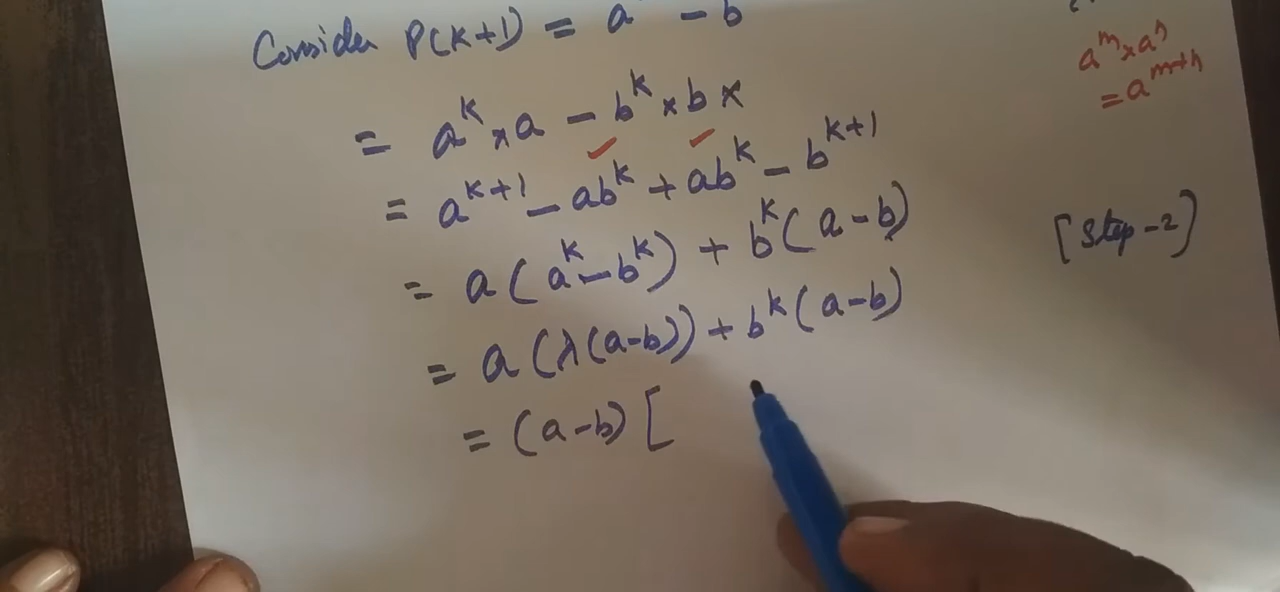 Consider P(k+1) = a - b
= a^k × a - b^k × b ×
= a^{k+1} - ab^k + ab^k - b^{k+1}
= a(a^k - b^k) + b^k(a-b) [Step-2]
= a(λ(a-b)) + b^k(a-b)
= (a-b)[
a^m × a^n
= a^{m+n}